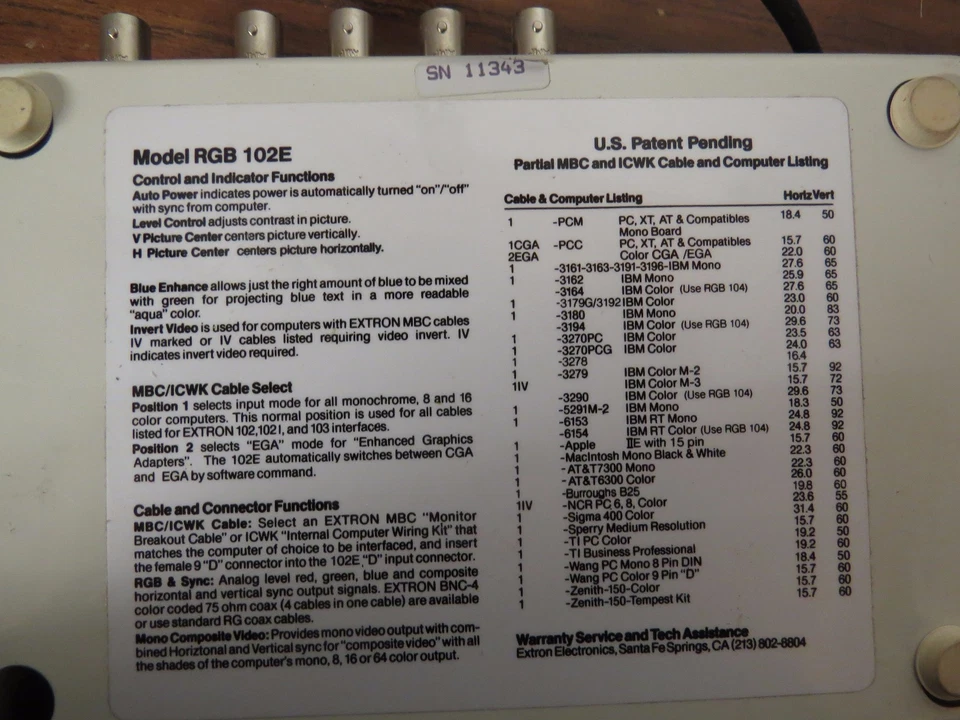 SN 11343
Model RGB 102E
Control and Indicator Functions
Auto Power indicates power is automatically turned "on"/"off"
with sync from computer.
Level Control adjusts contrast in picture.
V Picture Center centers picture vertically.
H Picture Center centers picture horizontally.
Blue Enhance allows just the right amount of blue to be mixed
with green for projecting blue text in a more readable
"aqua" color.
Invert Video is used for computers with EXTRON MBC cables
IV marked or IV cables listed requiring video invert. IV
indicates invert video required.
MBC/ICWK Cable Select
Position 1 selects input mode for all monochrome, 8 and 16
color computers. This normal position is used for all cables
listed for EXTRON 102,102I, and 103 interfaces.
Position 2 selects "EGA" mode for "Enhanced Graphics
Adapters". The 102E automatically switches between CGA
and EGA by software command.
Cable and Connector Functions
MBC/ICWK Cable: Select an EXTRON MBC "Monitor
Breakout Cable" or ICWK "Internal Computer Wiring Kit" that
matches the computer of choice to be interfaced, and insert
the female 9 "D" connector into the 102E "D" input connector.
RGB & Sync: Analog level red, green, blue and composite
horizontal and vertical sync output signals. EXTRON BNC-4
color coded 75 ohm coax (4 cables in one cable) are available
or use standard RG coax cables.
Mono Composite Video: Provides mono video output with com-
bined Horiztonal and Vertical sync for "composite video" with all
the shades of the computer's mono, 8, 16 or 64 color output.
U.S. Patent Pending
Partial MBC and ICWK Cable and Computer Listing
Cable & Computer Listing Horiz Vert
1 -PCM PC, XT, AT & Compatibles 18.4 50
Mono Board
1CGA -PCC PC, XT, AT & Compatibles 15.7 60
2EGA Color CGA /EGA 22.0 60
1 -3161-3163-3191-3196-IBM Mono 27.6 65
1 -3162 IBM Mono 25.9 65
-3164 IBM Color (Use RGB 104) 27.6 65
1 -3179G/3192 IBM Color 23.0 60
1 -3180 IBM Mono 20.0 83
-3194 IBM Color (Use RGB 104) 29.6 73
1 -3270PC IBM Color 23.5 63
1 -3270PCG IBM Color 24.0 63
1 -3278 16.4
1 -3279 IBM Color M-2 15.7 92
1IV IBM Color M-3 15.7 72
-3290 IBM Color (Use RGB 104) 29.6 73
1 -5291M-2 IBM Mono 18.3 50
1 -6153 IBM RT Mono 24.8 92
-6154 IBM RT Color (Use RGB 104) 24.8 92
1 -Apple IIE with 15 pin 15.7 60
1 -MacIntosh Mono Black & White 22.3 60
1 -AT&T7300 Mono 22.3 60
1 -AT&T6300 Color 26.0 60
1 -Burroughs B25 19.8 60
1IV -NCR PC 6, 8, Color 23.6 55
1 -Sigma 400 Color 31.4 60
1 -Sperry Medium Resolution 15.7 60
1 -TI PC Color 19.2 50
1 -TI Business Professional 19.2 60
1 -Wang PC Mono 8 Pin DIN 18.4 50
1 -Wang PC Color 9 Pin "D" 15.7 60
1 -Zenith-150-Color 15.7 60
1 -Zenith-150-Tempest Kit 15.7 60
Warranty Service and Tech Assistance
Extron Electronics, Santa Fe Springs, CA (213) 802-8804